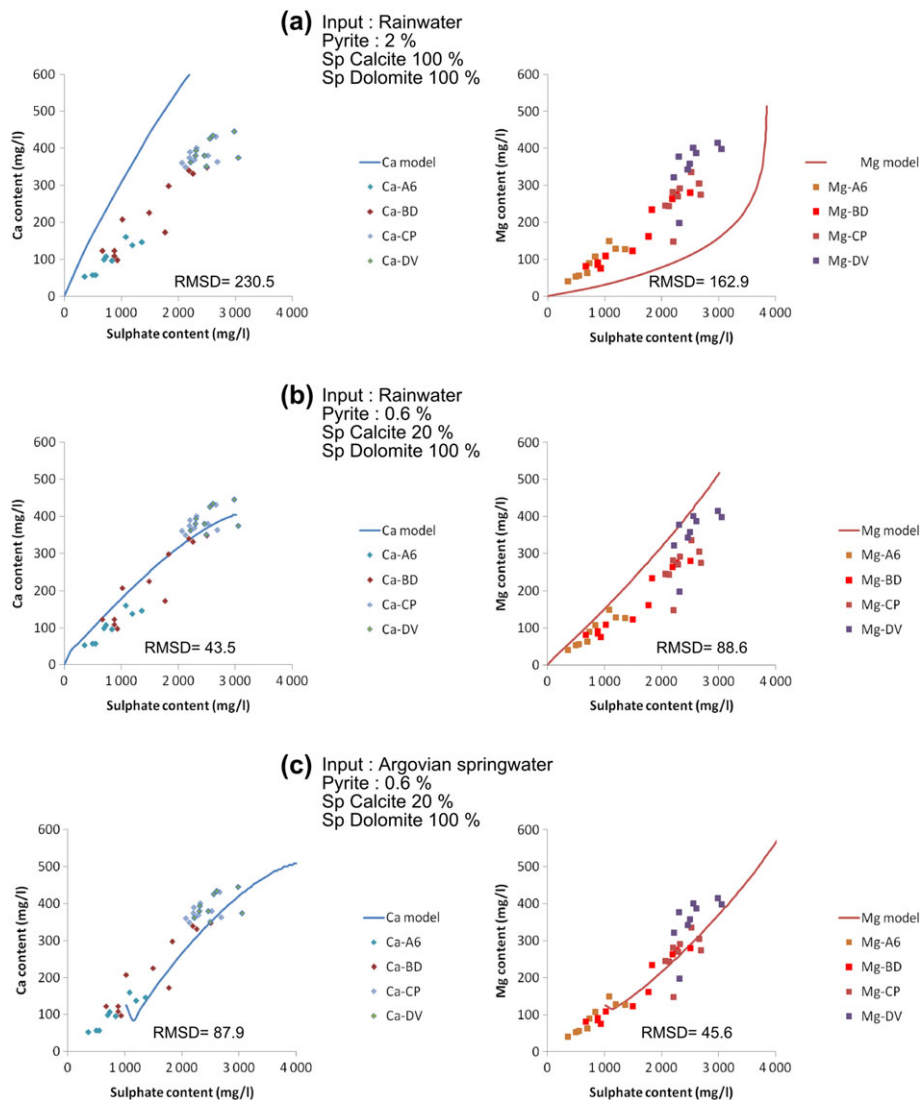 (a) Input : Rainwater
Pyrite : 2 %
Sp Calcite 100 %
Sp Dolomite 100 %
Ca content (mg/l)
600
500
400
300
200
100
0
0 1 000 2 000 3 000 4 000
Sulphate content (mg/l)
RMSD= 230.5
Ca model
Ca-A6
Ca-BD
Ca-CP
Ca-DV
Mg content (mg/l)
600
500
400
300
200
100
0
0 1 000 2 000 3 000 4 000
Sulphate content (mg/l)
RMSD= 162.9
Mg model
Mg-A6
Mg-BD
Mg-CP
Mg-DV
(b) Input : Rainwater
Pyrite : 0.6 %
Sp Calcite 20 %
Sp Dolomite 100 %
Ca content (mg/l)
600
500
400
300
200
100
0
0 1 000 2 000 3 000 4 000
Sulphate content (mg/l)
RMSD= 43.5
Ca model
Ca-A6
Ca-BD
Ca-CP
Ca-DV
Mg content (mg/l)
600
500
400
300
200
100
0
0 1 000 2 000 3 000 4 000
Sulphate content (mg/l)
RMSD= 88.6
Mg model
Mg-A6
Mg-BD
Mg-CP
Mg-DV
(c) Input : Argovian springwater
Pyrite : 0.6 %
Sp Calcite 20 %
Sp Dolomite 100 %
Ca content (mg/l)
600
500
400
300
200
100
0
0 1 000 2 000 3 000 4 000
Sulphate content (mg/l)
RMSD= 87.9
Ca model
Ca-A6
Ca-BD
Ca-CP
Ca-DV
Mg content (mg/l)
600
500
400
300
200
100
0
0 1 000 2 000 3 000 4 000
Sulphate content (mg/l)
RMSD= 45.6
Mg model
Mg-A6
Mg-BD
Mg-CP
Mg-DV